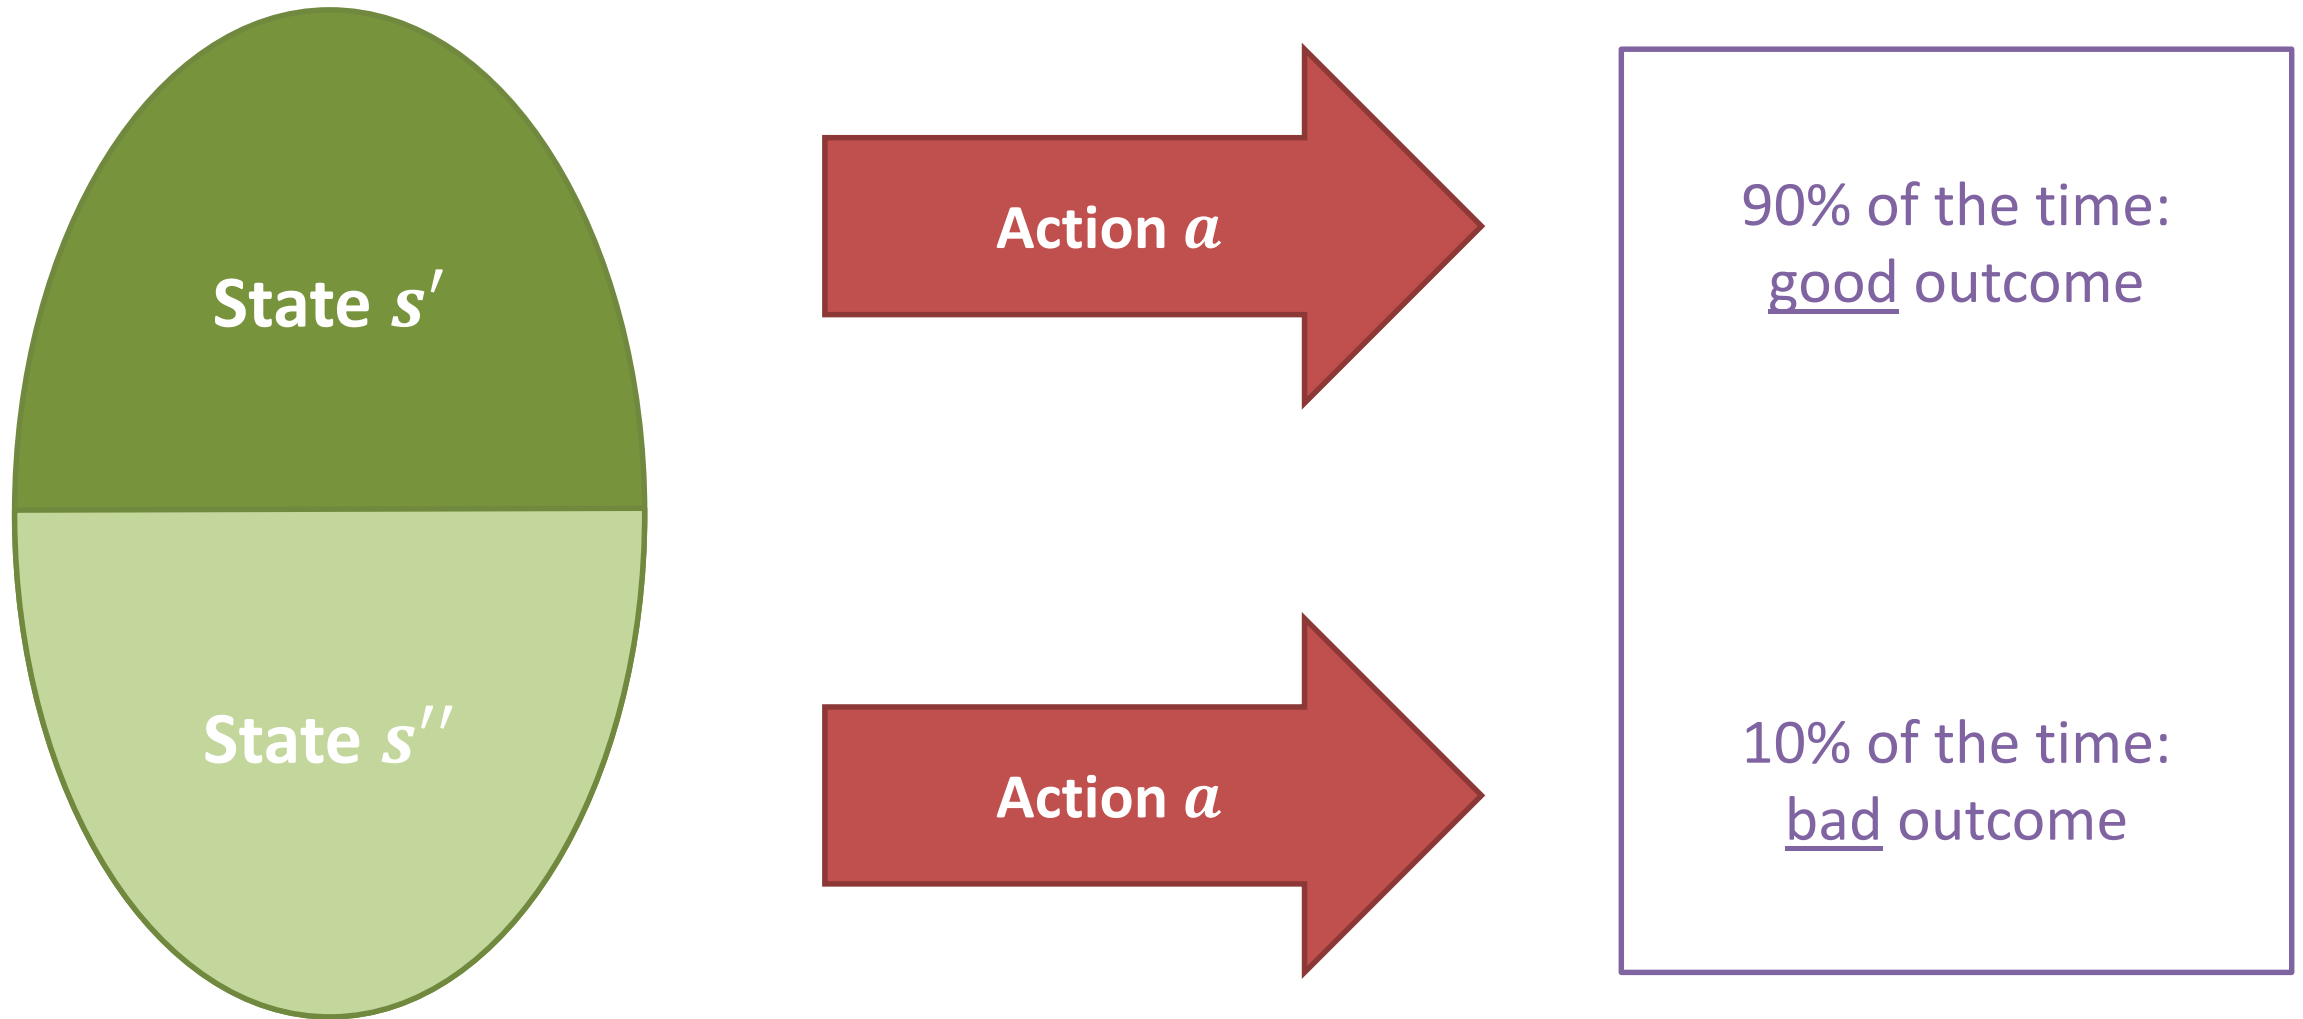 State s′
Action a
90% of the time:
good outcome
State s′′
Action a
10% of the time:
bad outcome